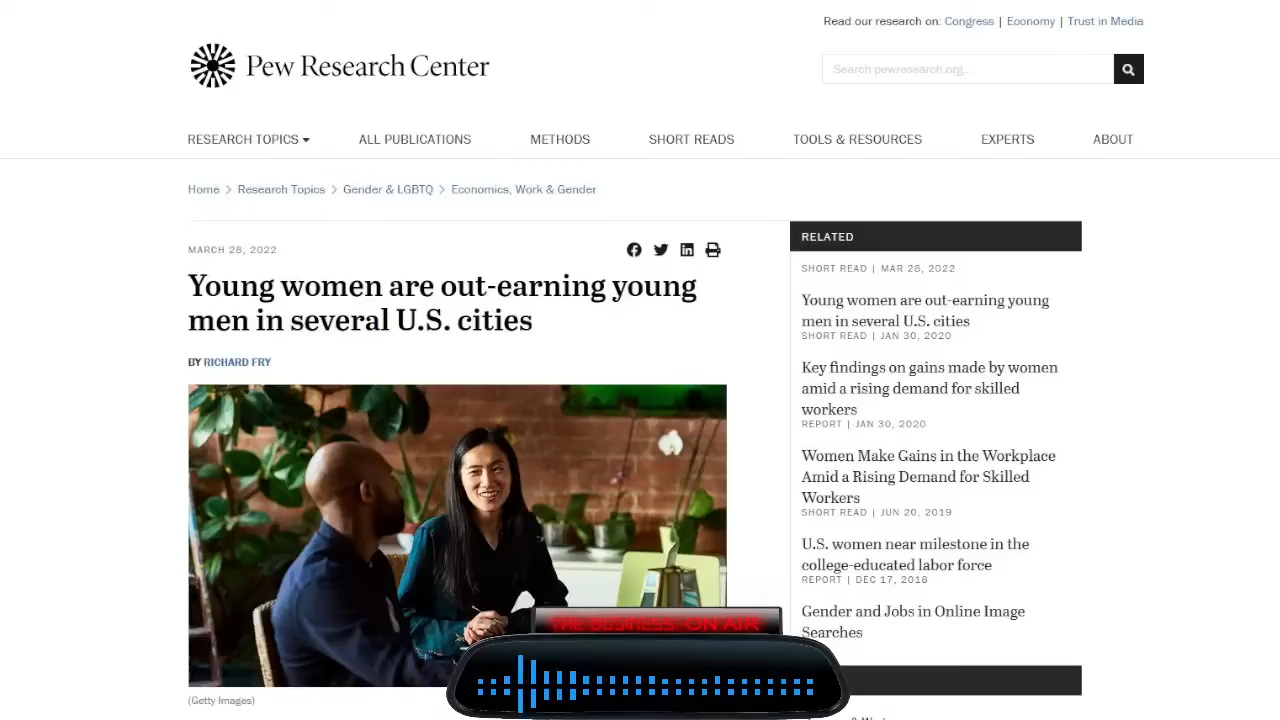 Read our research on: Congress | Economy | Trust in Media
Pew Research Center
Search pewresearch.org...
RESEARCH TOPICS ALL PUBLICATIONS METHODS SHORT READS TOOLS & RESOURCES EXPERTS ABOUT
Home Research Topics Gender & LGBTQ Economics, Work & Gender
MARCH 28, 2022
Young women are out-earning young
men in several U.S. cities
BY RICHARD FRY
(Getty Images)
RELATED
SHORT READ | MAR 28, 2022
Young women are out-earning young
men in several U.S. cities
SHORT READ | JAN 30, 2020
Key findings on gains made by women
amid a rising demand for skilled
workers
REPORT | JAN 30, 2020
Women Make Gains in the Workplace
Amid a Rising Demand for Skilled
Workers
SHORT READ | JUN 20, 2019
U.S. women near milestone in the
college-educated labor force
REPORT | DEC 17, 2018
Gender and Jobs in Online Image
Searches
THE BUSINESS: ON AIR